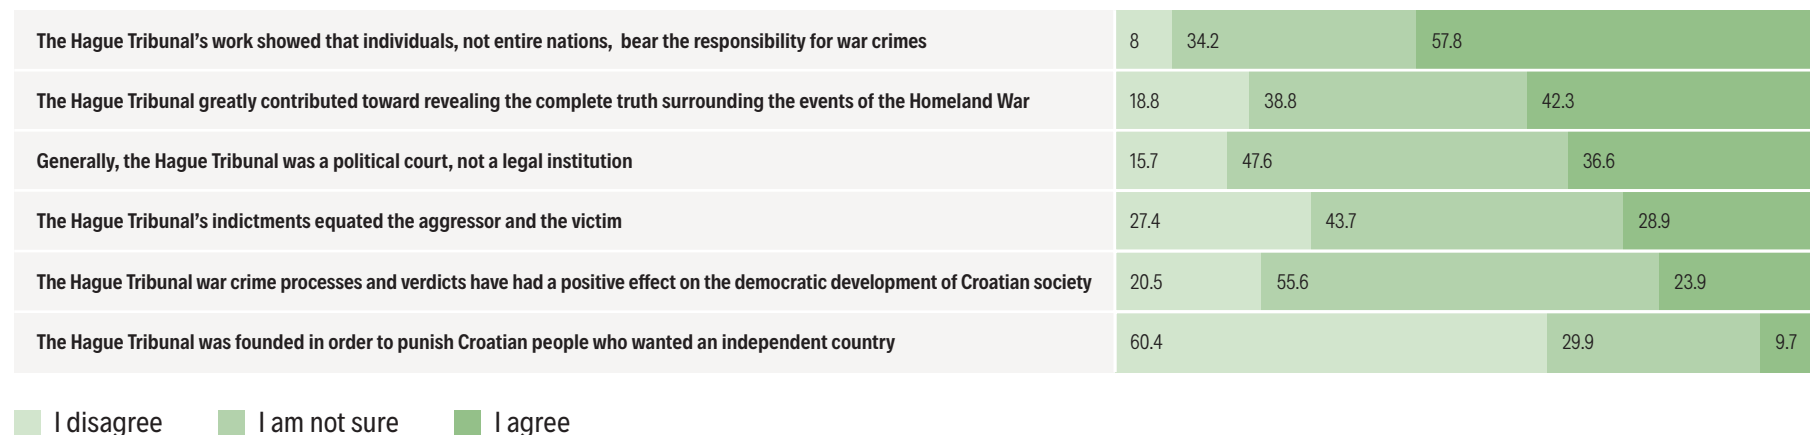 The Hague Tribunal's work showed that individuals, not entire nations,  bear the responsibility for war crimes 8 34.2 57.8
The Hague Tribunal greatly contributed toward revealing the complete truth surrounding the events of the Homeland War 18.8 38.8 42.3
Generally, the Hague Tribunal was a political court, not a legal institution 15.7 47.6 36.6
The Hague Tribunal's indictments equated the aggressor and the victim 27.4 43.7 28.9
The Hague Tribunal war crime processes and verdicts have had a positive effect on the democratic development of Croatian society 20.5 55.6 23.9
The Hague Tribunal was founded in order to punish Croatian people who wanted an independent country 60.4 29.9 9.7
I disagree I am not sure I agree